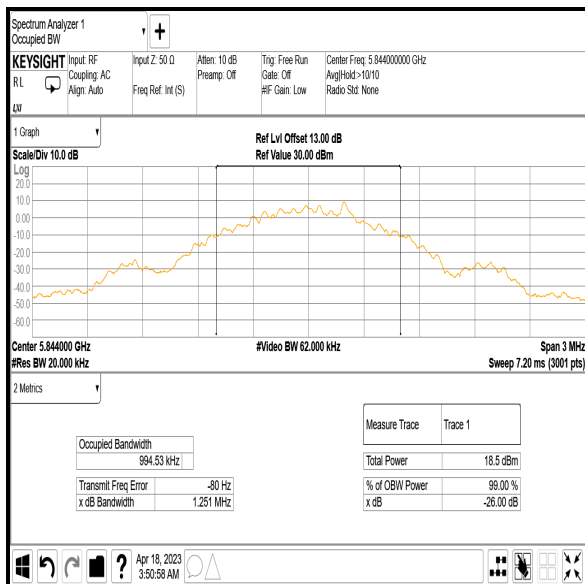 Spectrum Analyzer 1
Occupied BW
KEYSIGHT
RL
LXI
Input: RF
Coupling: AC
Align: Auto
Input Z: 50 Ω
Freq Ref: Int (S)
Atten: 10 dB
Preamp: Off
Trig: Free Run
Gate: Off
#IF Gain: Low
Center Freq: 5.844000000 GHz
Avg|Hold:>10/10
Radio Std: None
1 Graph
Scale/Div 10.0 dB
Ref Lvl Offset 13.00 dB
Ref Value 30.00 dBm
Log
20.0
10.0
0.00
-10.0
-20.0
-30.0
-40.0
-50.0
-60.0
Center 5.844000 GHz
#Video BW 62.000 kHz
Span 3 MHz
#Res BW 20.000 kHz
Sweep 7.20 ms (3001 pts)
2 Metrics
Occupied Bandwidth
994.53 kHz
Transmit Freq Error -80 Hz
x dB Bandwidth 1.251 MHz
Measure Trace Trace 1
Total Power 18.5 dBm
% of OBW Power 99.00 %
x dB -26.00 dB
Apr 18, 2023
3:50:58 AM